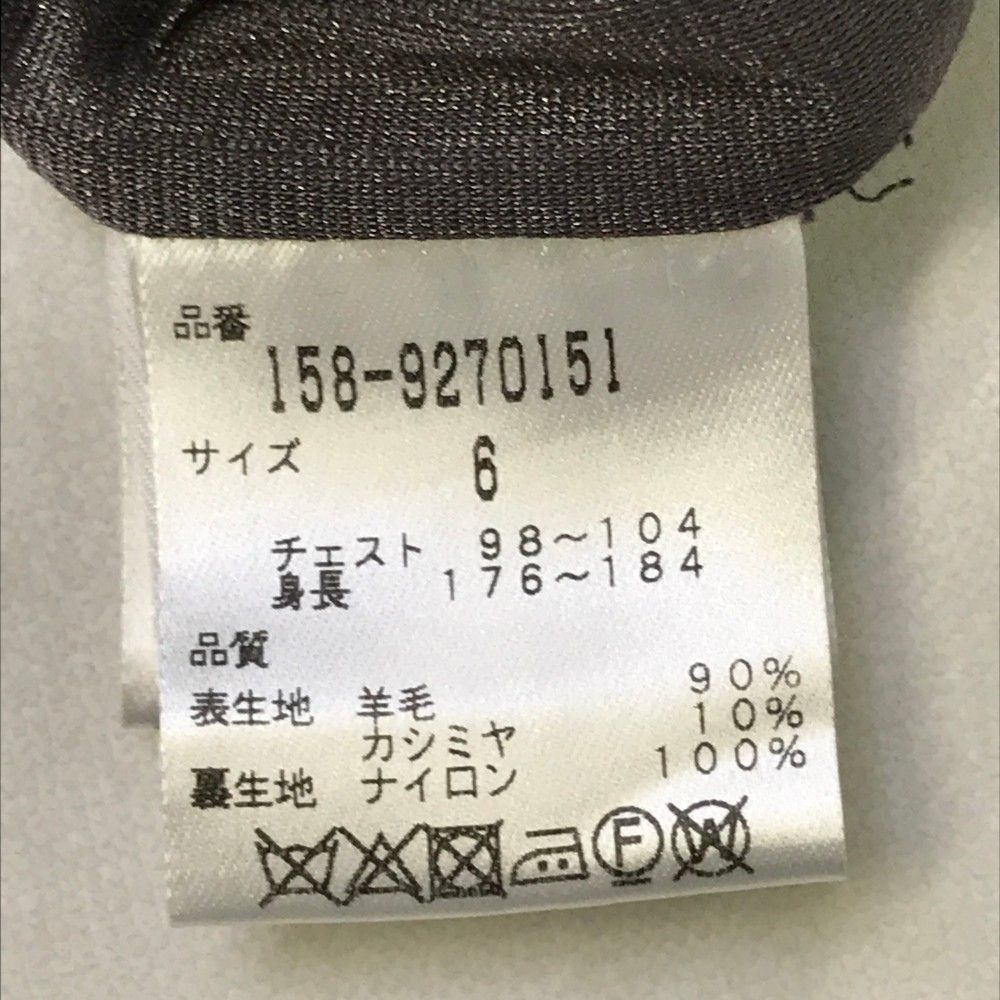 品番
158-9270151
サイズ 6
チェスト 98～104
身長 176～184
品質
表生地 羊毛 90%
カシミヤ 10%
裏生地 ナイロン 100%
F W